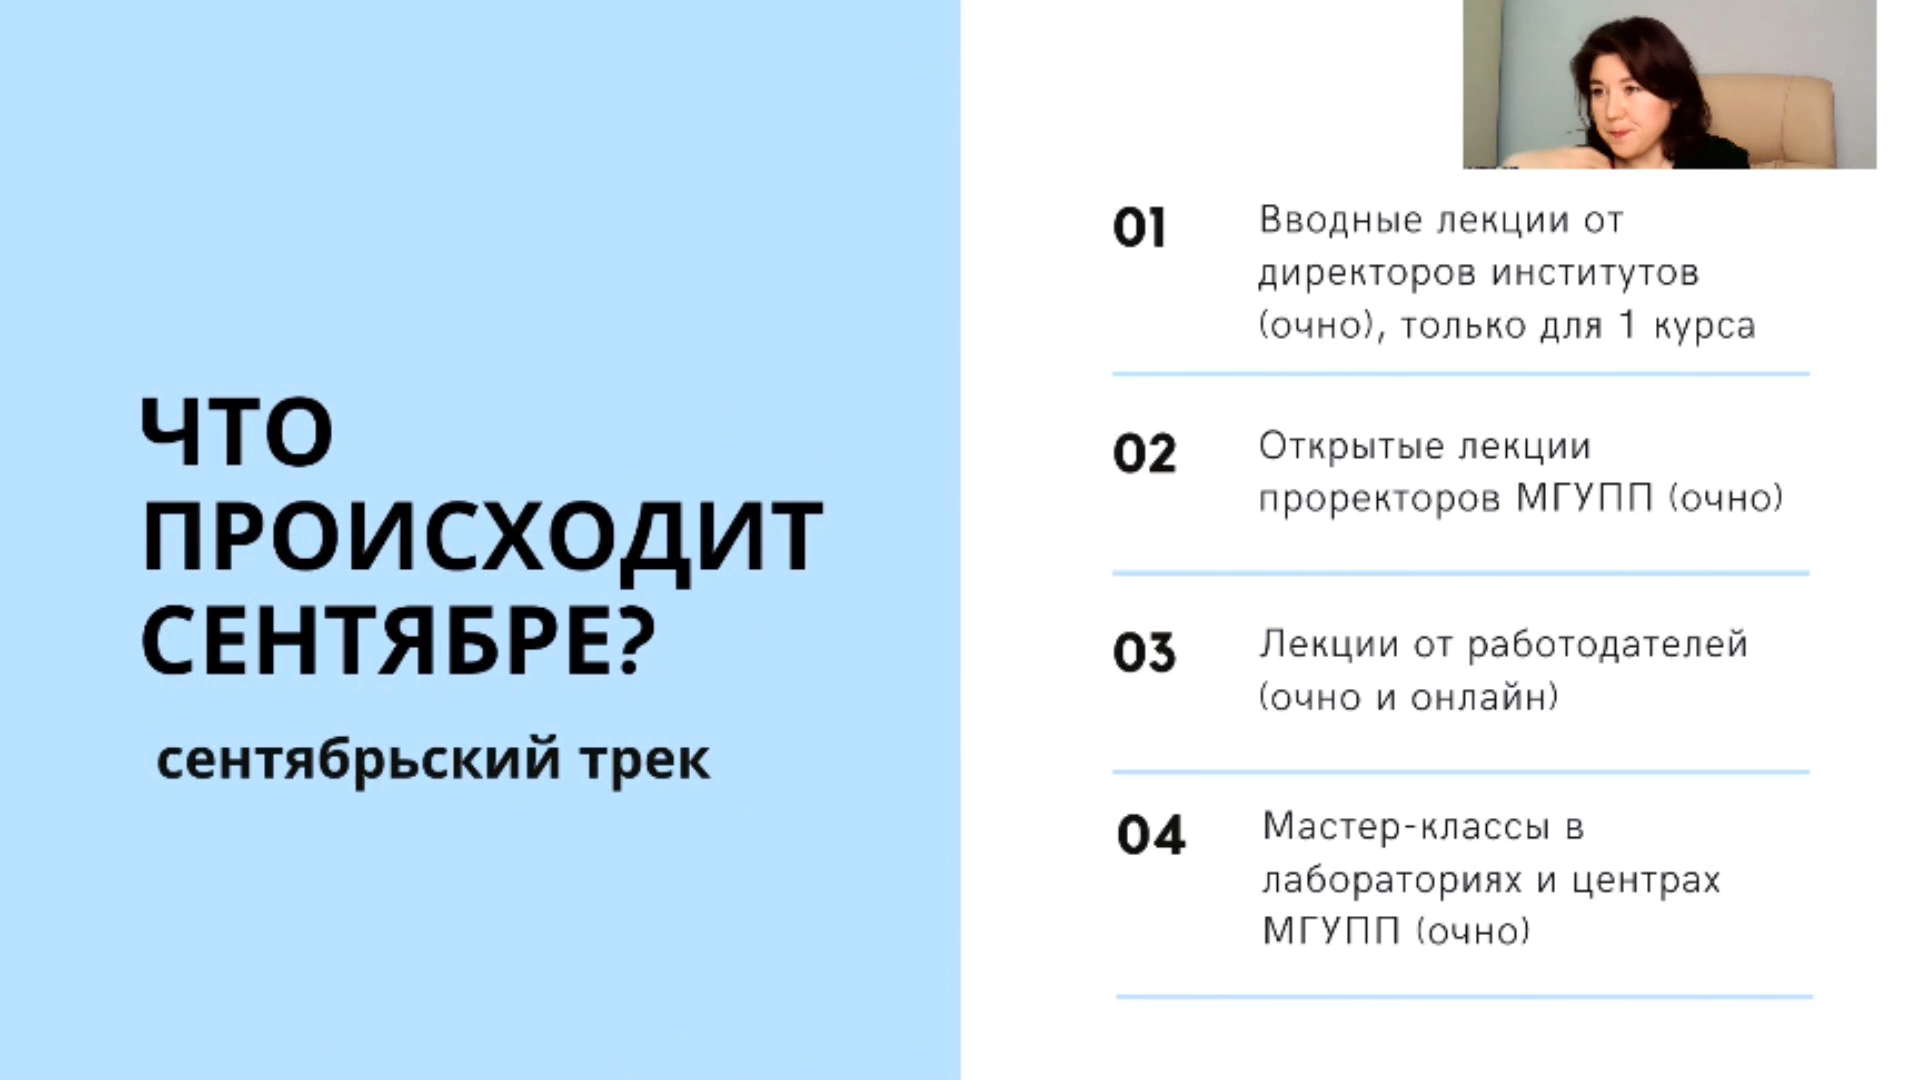 ЧТО
ПРОИСХОДИТ
СЕНТЯБРЕ?
сентябрьский трек
01
Вводные лекции от
директоров институтов
(очно), только для 1 курса
02
Открытые лекции
проректоров МГУПП (очно)
03
Лекции от работодателей
(очно и онлайн)
04
Мастер-классы в
лабораториях и центрах
МГУПП (очно)